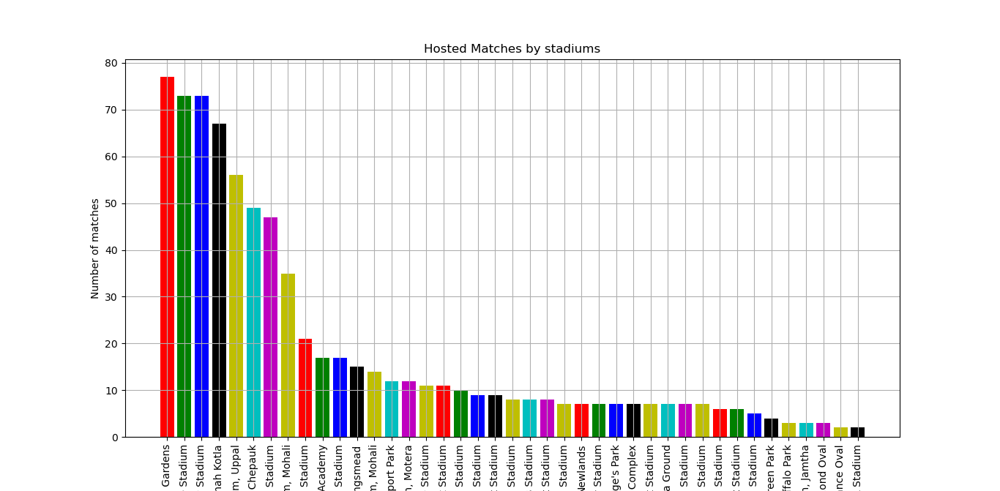 Hosted Matches by stadiums
Number of matches
80
70
60
50
40
30
20
10
0
Gardens
Stadium
Stadium
nah Kotla
m, Uppal
Chepauk
Stadium
m, Mohali
Stadium
Academy
Stadium
ngsmead
m, Mohali
port Park
n, Motera
Stadium
Stadium
Stadium
Stadium
Stadium
Stadium
Stadium
Stadium
Stadium
Newlands
Stadium
ge's Park
Complex
Stadium
a Ground
Stadium
Stadium
Stadium
Stadium
Stadium
reen Park
ffalo Park
n, Jamtha
ond Oval
ince Oval
Stadium